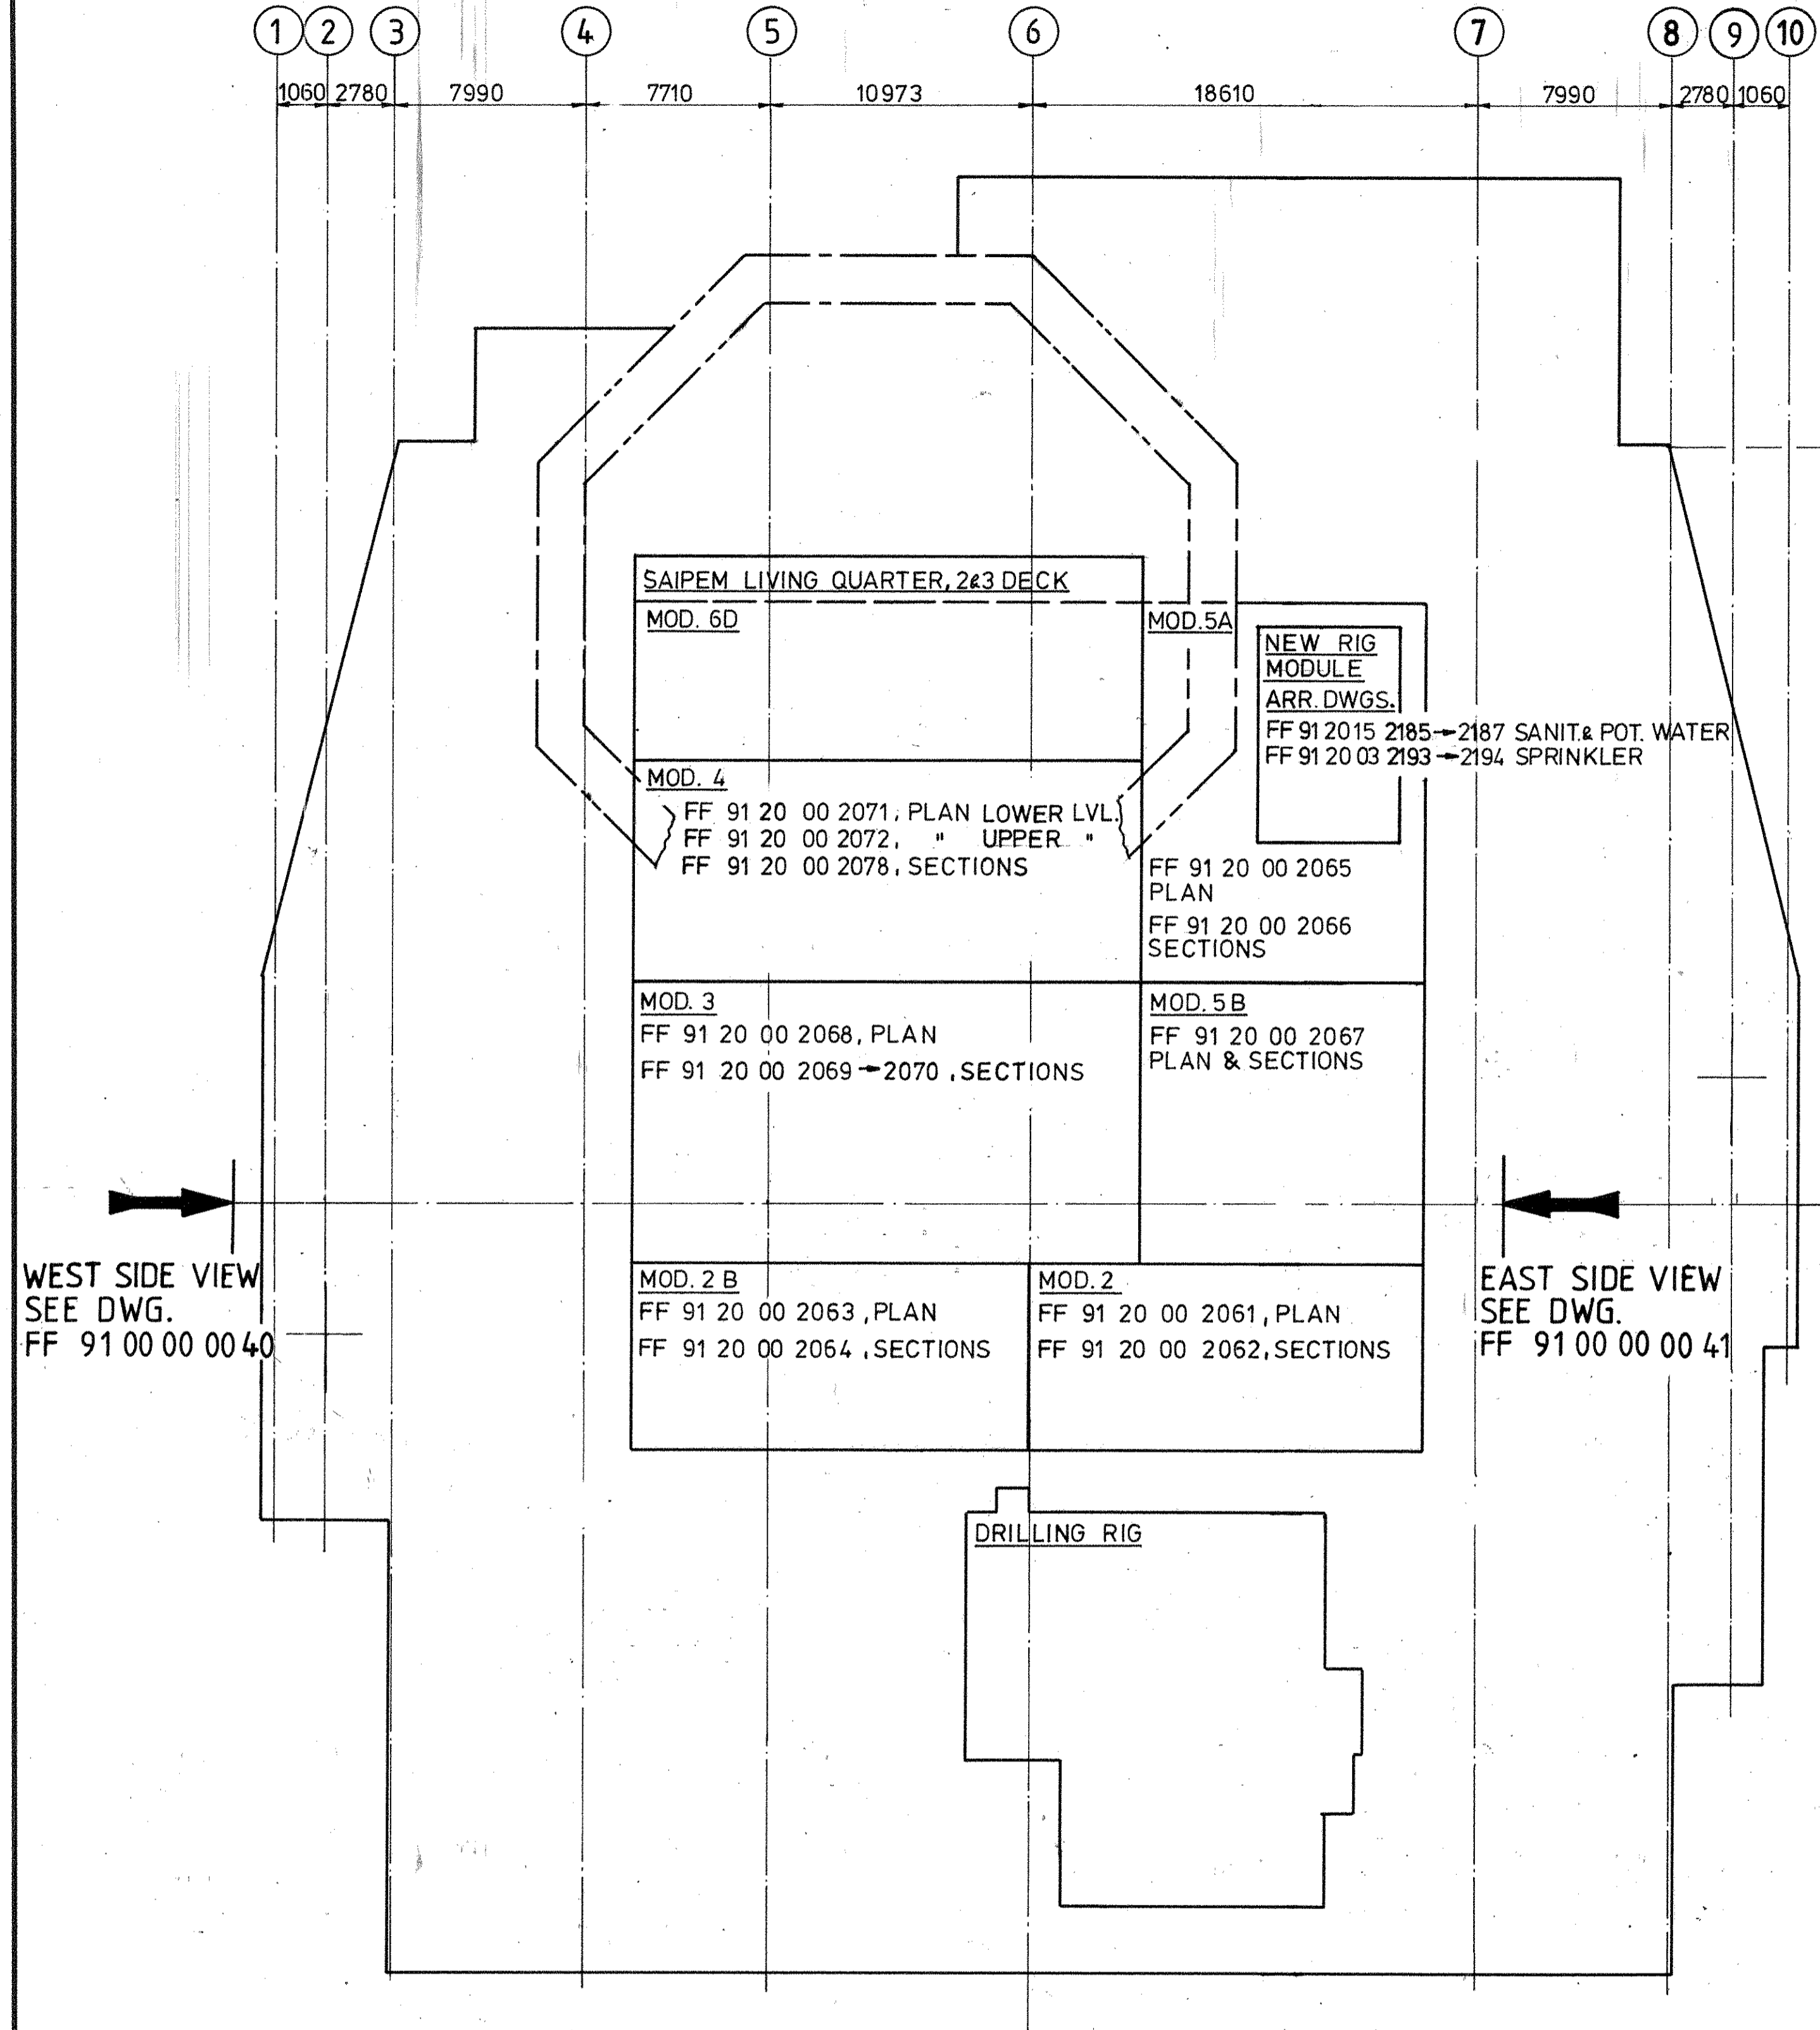 1 2 3 4 5 6 7 8 9 10
1060 2780 7990 7710 10973 18610 7990 2780 1060
SAIPEM LIVING QUARTER, 2&3 DECK
MOD. 6D
MOD. 5A
NEW RIG
MODULE
ARR. DWGS.
FF 91 20 15 2185→2187 SANIT.& POT. WATER
FF 91 20 03 2193→2194 SPRINKLER
MOD. 4
FF 91 20 00 2071, PLAN LOWER LVL.
FF 91 20 00 2072, " UPPER "
FF 91 20 00 2078, SECTIONS
FF 91 20 00 2065
PLAN
FF 91 20 00 2066
SECTIONS
MOD. 3
FF 91 20 00 2068, PLAN
FF 91 20 00 2069→2070, SECTIONS
MOD. 5B
FF 91 20 00 2067
PLAN & SECTIONS
WEST SIDE VIEW
SEE DWG.
FF 91 00 00 00 40
MOD. 2 B
FF 91 20 00 2063, PLAN
FF 91 20 00 2064, SECTIONS
MOD. 2
FF 91 20 00 2061, PLAN
FF 91 20 00 2062, SECTIONS
EAST SIDE VIEW
SEE DWG.
FF 91 00 00 00 41
DRILLING RIG